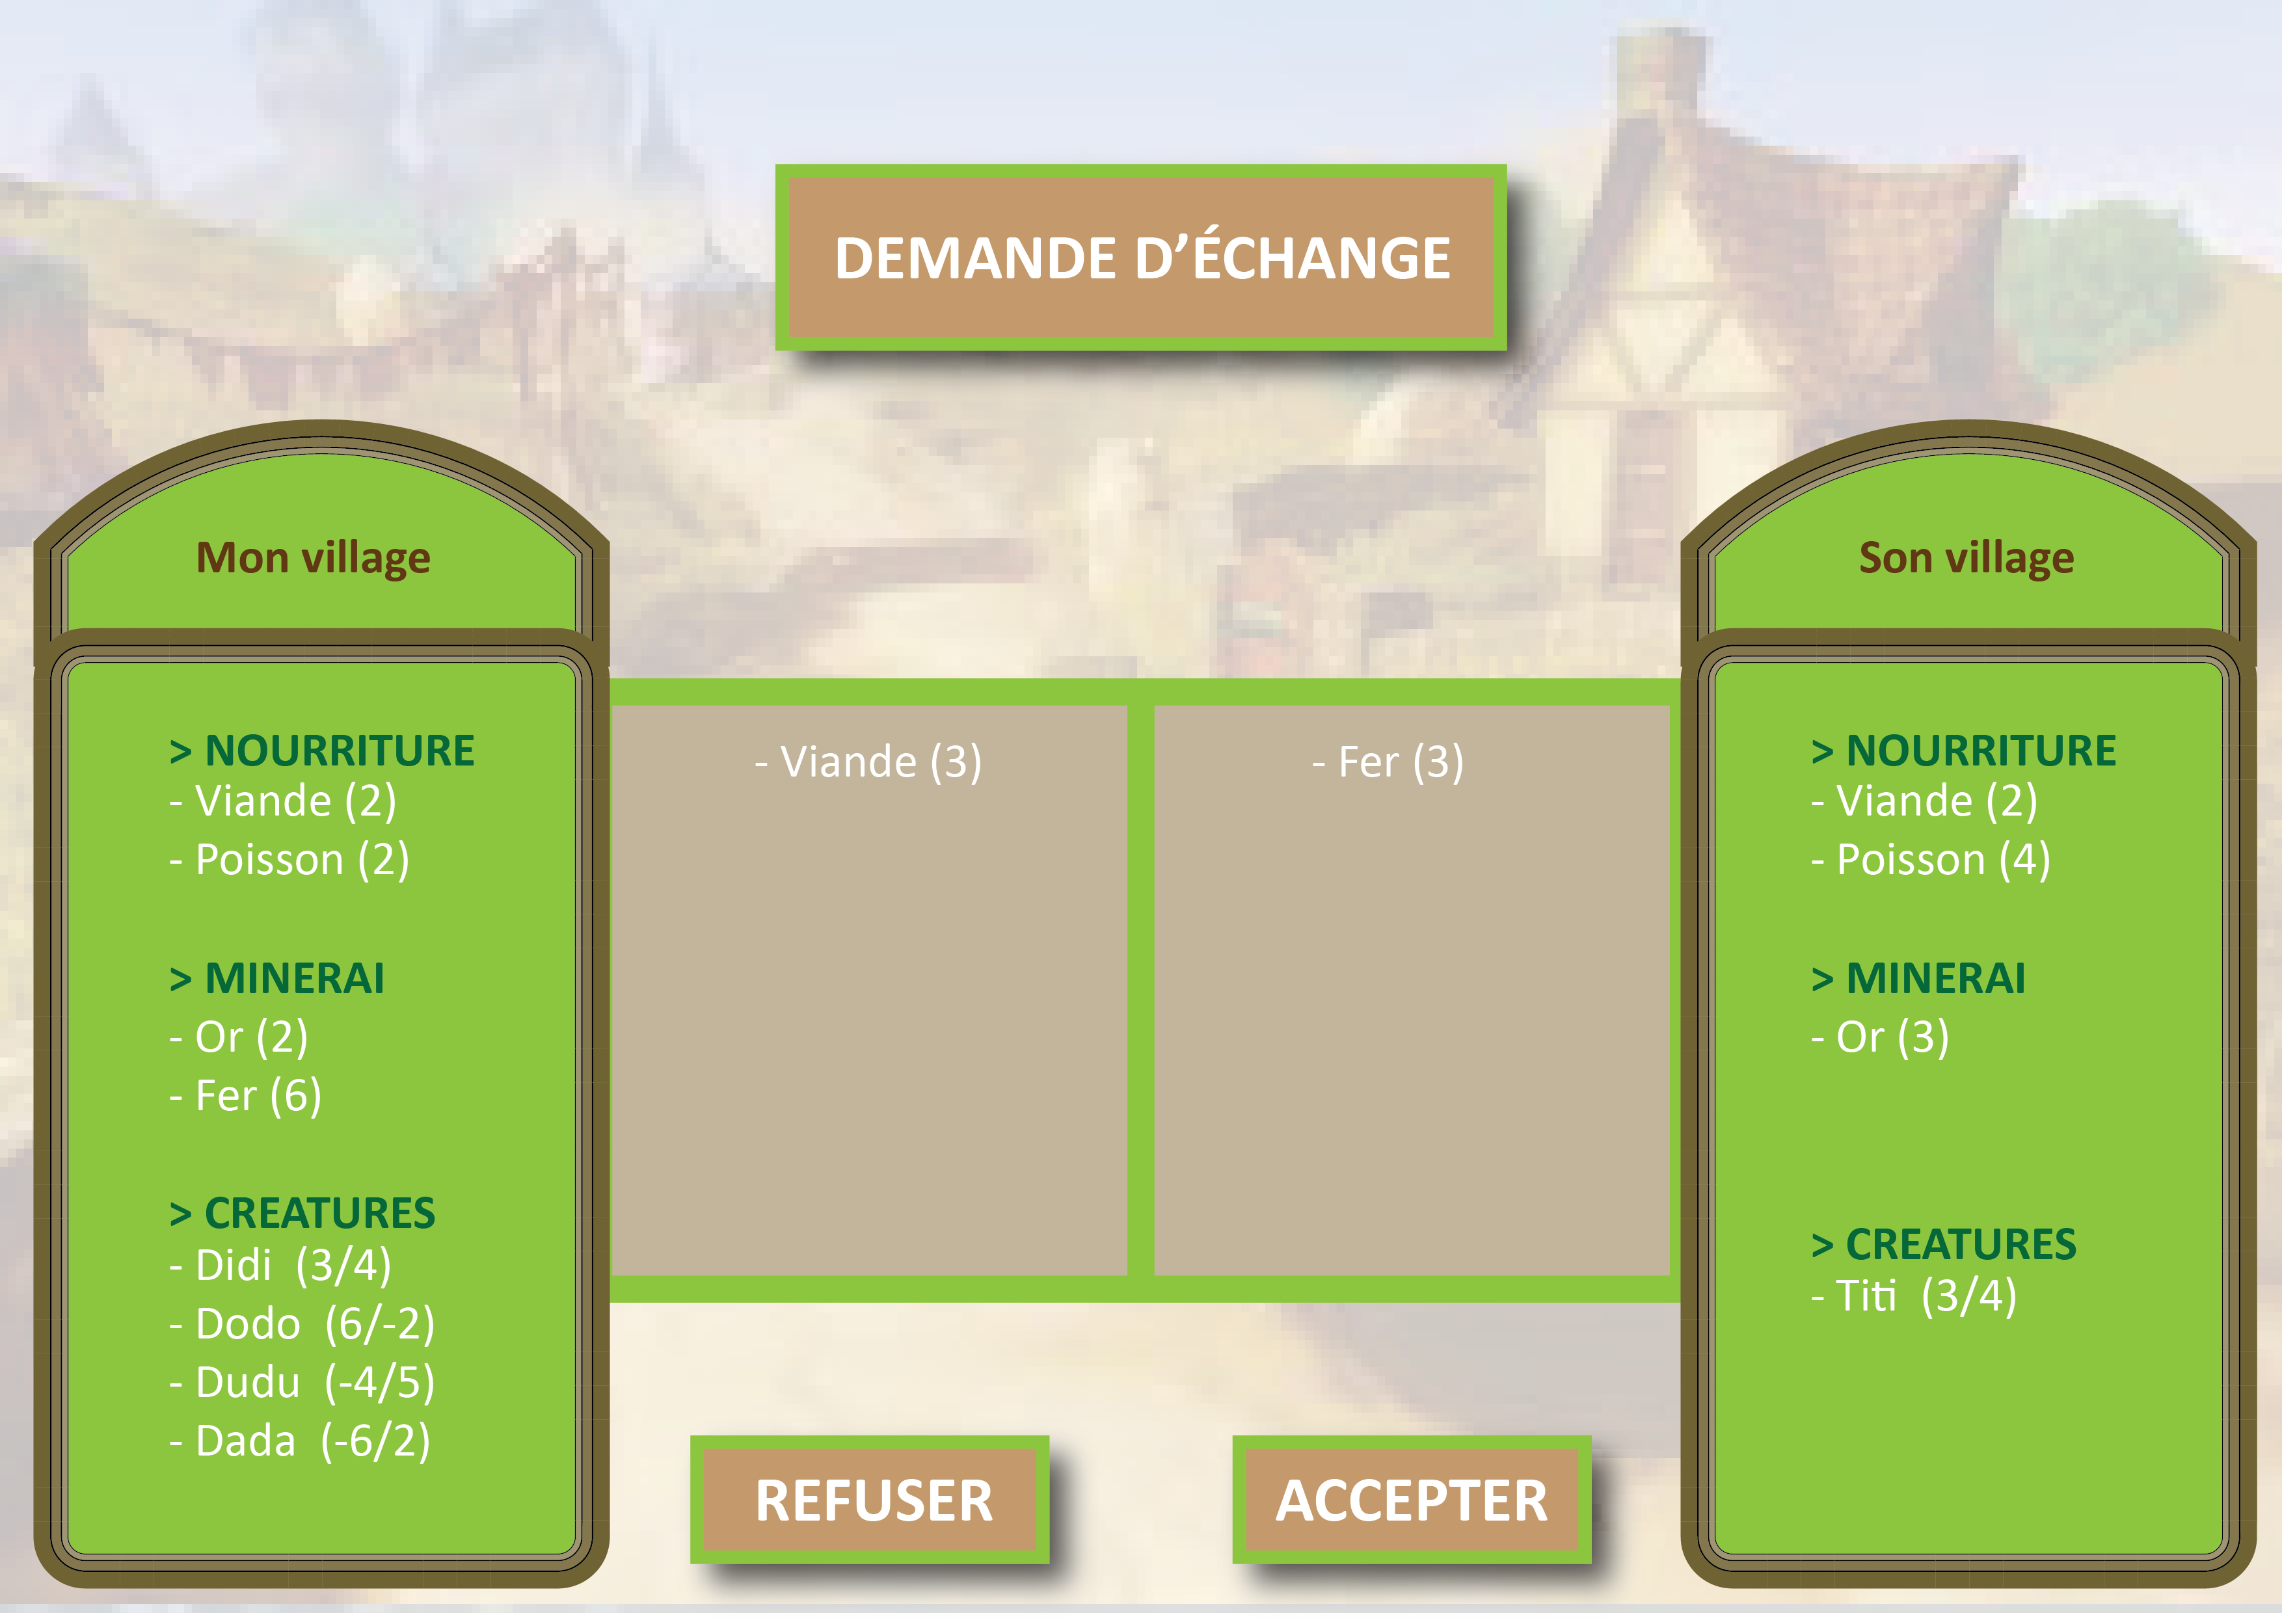 DEMANDE D’ÉCHANGE
Mon village
> NOURRITURE
- Viande (2)
- Poisson (2)
> MINERAI
- Or (2)
- Fer (6)
> CREATURES
- Didi  (3/4)
- Dodo  (6/-2)
- Dudu  (-4/5)
- Dada  (-6/2)
- Viande (3)
- Fer (3)
Son village
> NOURRITURE
- Viande (2)
- Poisson (4)
> MINERAI
- Or (3)
> CREATURES
- Titi  (3/4)
REFUSER
ACCEPTER